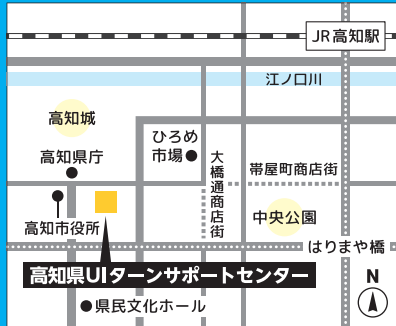 JR高知駅
江ノ口川
高知城
ひろめ
市場
高知県庁
大橋通商店街
帯屋町商店街
高知市役所
中央公園
はりまや橋
高知県UIターンサポートセンター
N
県民文化ホール